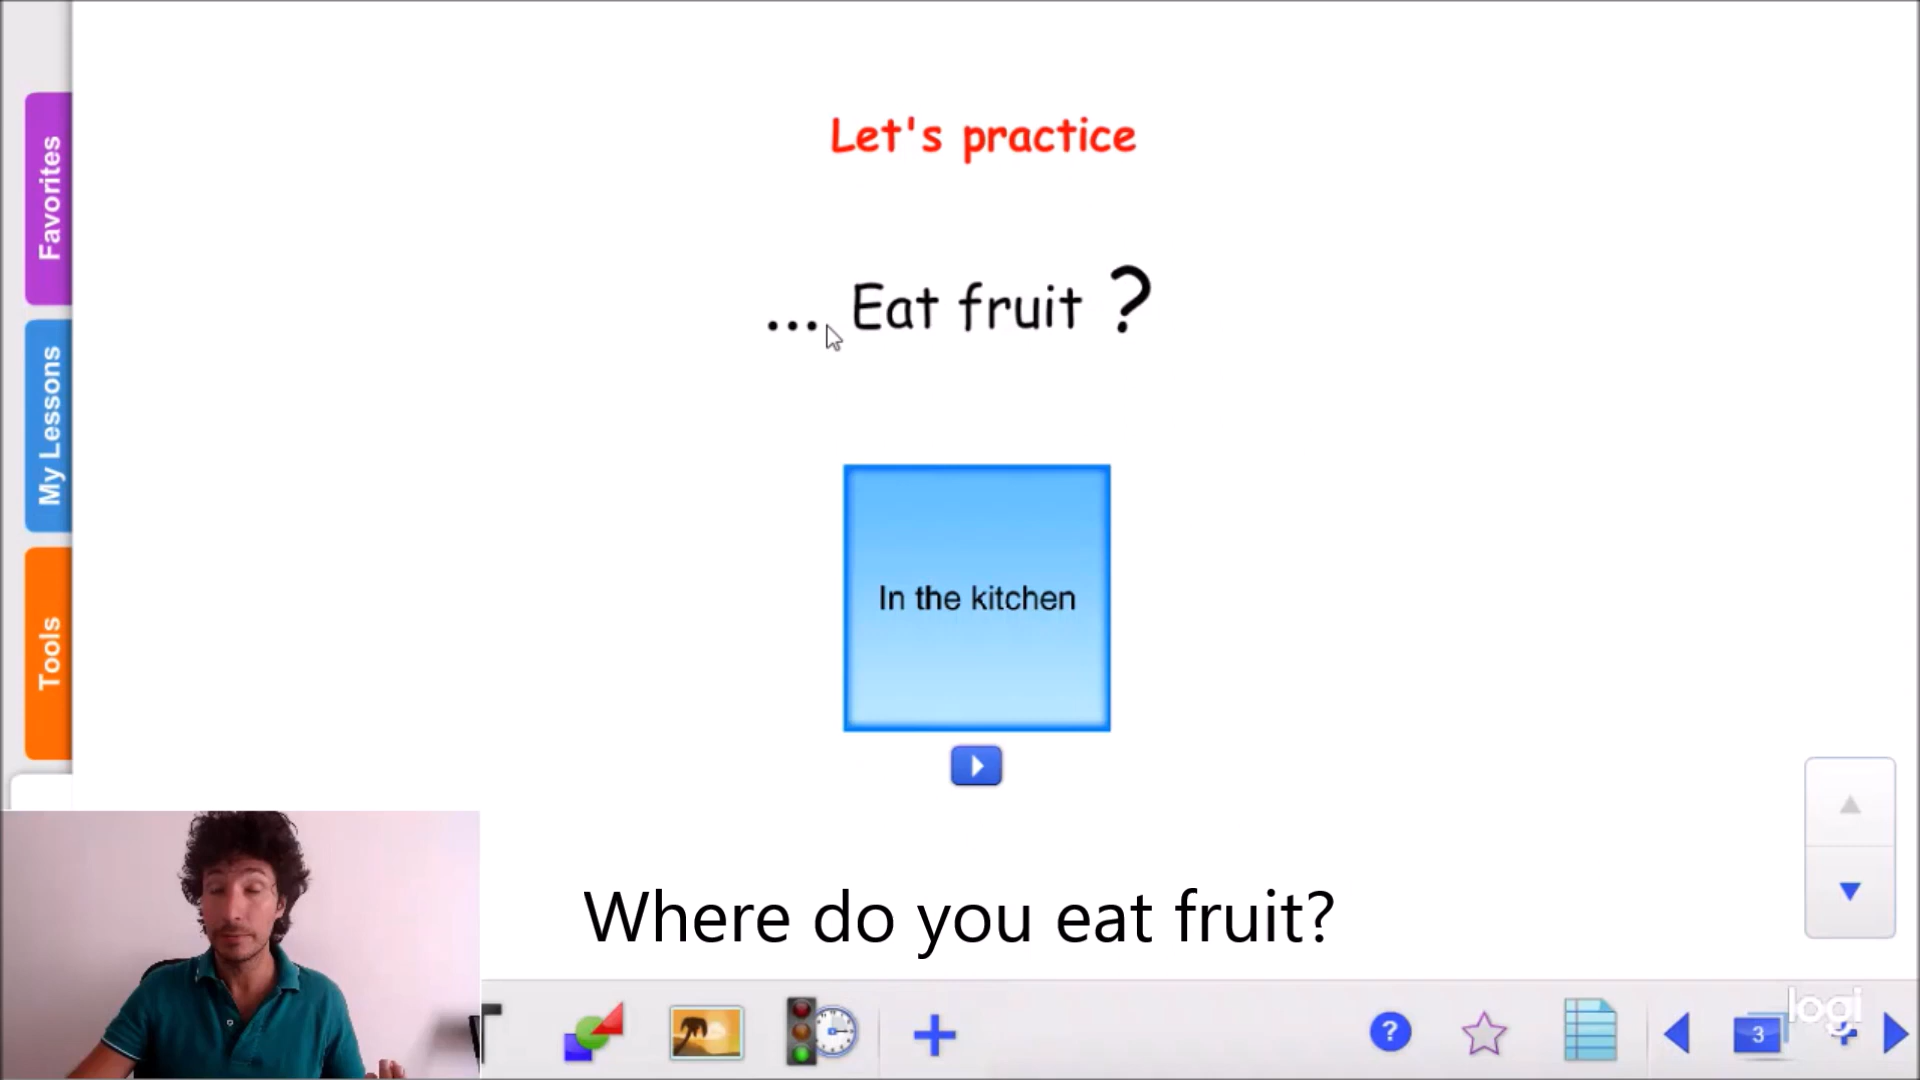 Favorites
My Lessons
Tools
Let's practice
... Eat fruit ?
In the kitchen
Where do you eat fruit?
?
3
logi